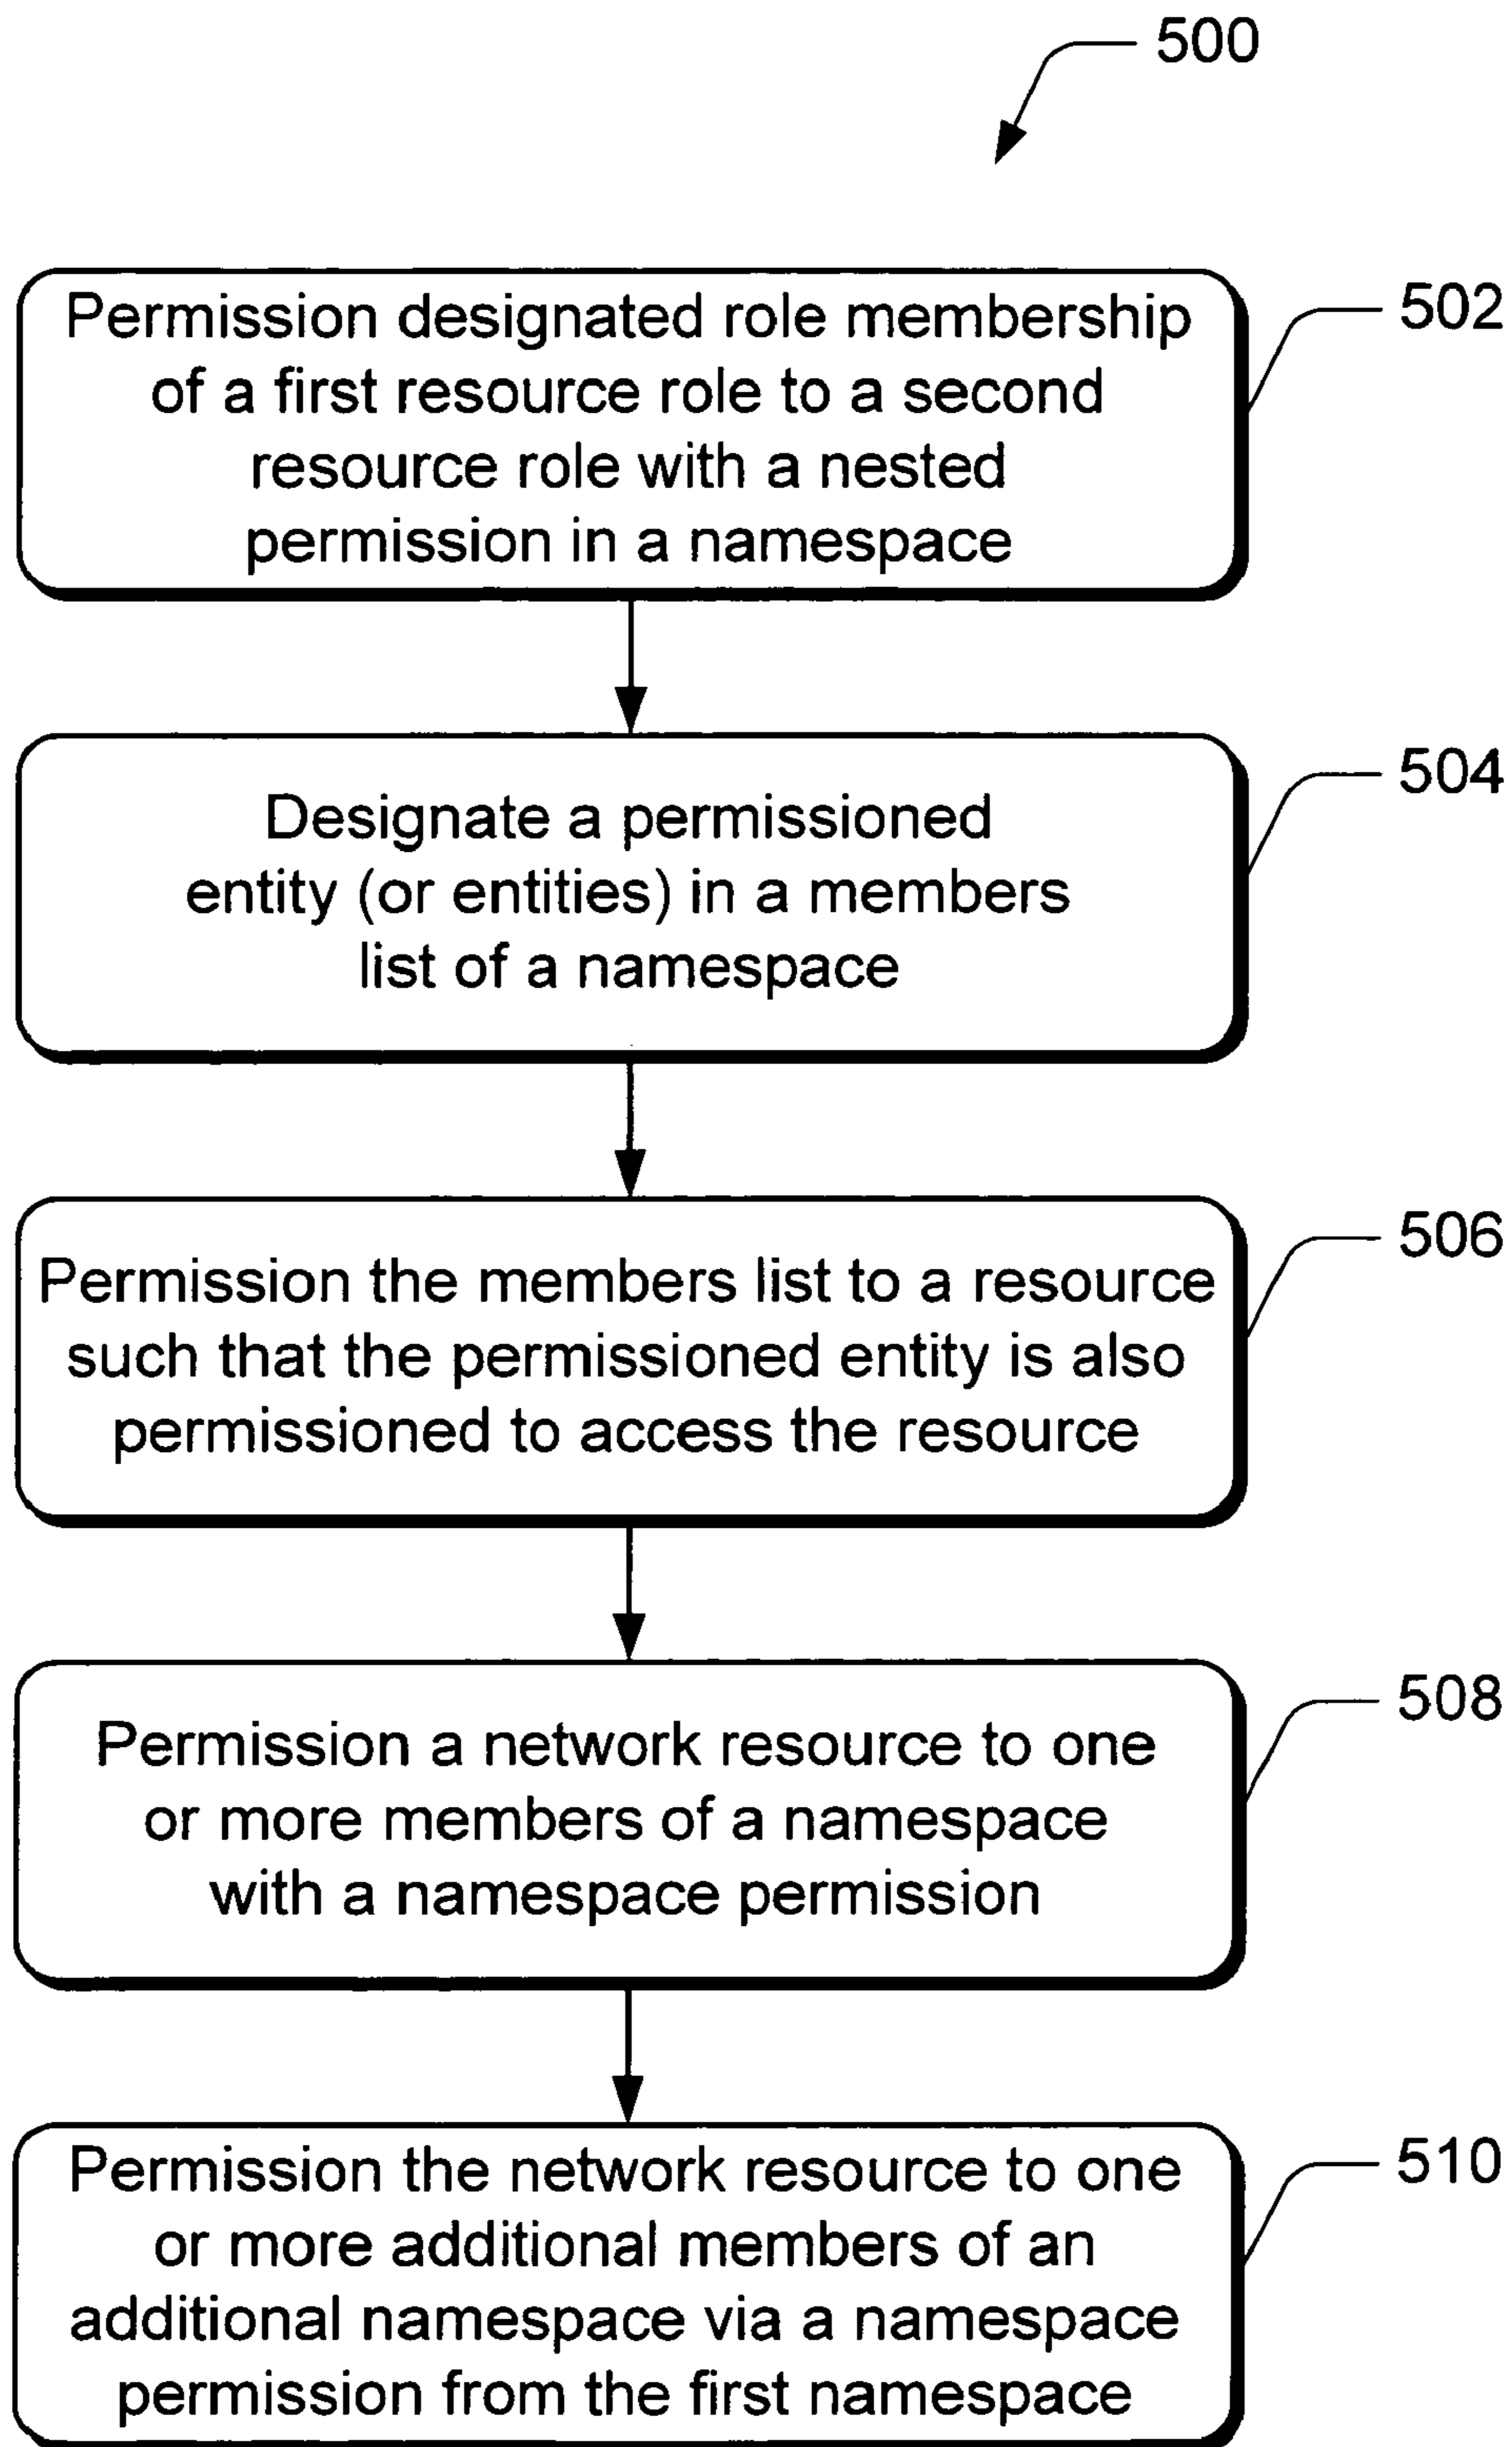 500
Permission designated role membership
of a first resource role to a second
resource role with a nested
permission in a namespace
502
Designate a permissioned
entity (or entities) in a members
list of a namespace
504
Permission the members list to a resource
such that the permissioned entity is also
permissioned to access the resource
506
Permission a network resource to one
or more members of a namespace
with a namespace permission
508
Permission the network resource to one
or more additional members of an
additional namespace via a namespace
permission from the first namespace
510